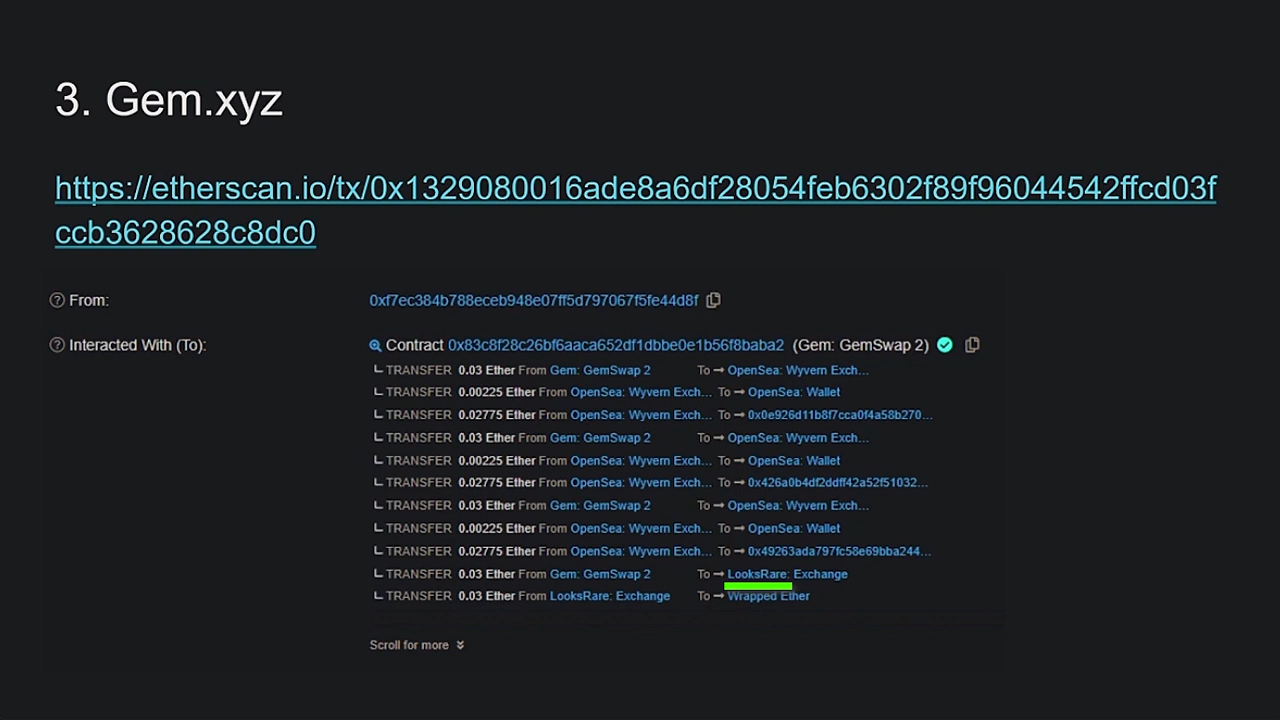 3. Gem.xyz
https://etherscan.io/tx/0x1329080016ade8a6df28054feb6302f89f96044542ffcd03f
ccb3628628c8dc0
From: 0xf7ec384b788eceb948e07ff5d797067f5fe44d8f
Interacted With (To): Contract 0x83c8f28c26bf6aaca652df1dbbe0e1b56f8baba2 (Gem: GemSwap 2)
TRANSFER 0.03 Ether From Gem: GemSwap 2 To → OpenSea: Wyvern Exch...
TRANSFER 0.00225 Ether From OpenSea: Wyvern Exch... To → OpenSea: Wallet
TRANSFER 0.02775 Ether From OpenSea: Wyvern Exch... To → 0x0e926d11b8f7cca0f4a58b270...
TRANSFER 0.03 Ether From Gem: GemSwap 2 To → OpenSea: Wyvern Exch...
TRANSFER 0.00225 Ether From OpenSea: Wyvern Exch... To → OpenSea: Wallet
TRANSFER 0.02775 Ether From OpenSea: Wyvern Exch... To → 0x426a0b4df2ddff42a52f51032...
TRANSFER 0.03 Ether From Gem: GemSwap 2 To → OpenSea: Wyvern Exch...
TRANSFER 0.00225 Ether From OpenSea: Wyvern Exch... To → OpenSea: Wallet
TRANSFER 0.02775 Ether From OpenSea: Wyvern Exch... To → 0x49263ada797fc58e69bba244...
TRANSFER 0.03 Ether From Gem: GemSwap 2 To → LooksRare: Exchange
TRANSFER 0.03 Ether From LooksRare: Exchange To → Wrapped Ether
Scroll for more